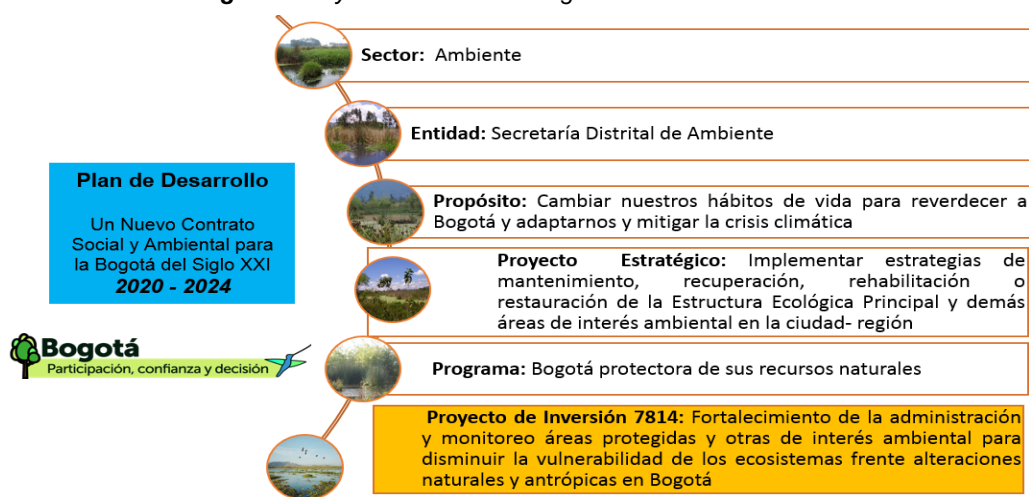 Sector: Ambiente
Entidad: Secretaría Distrital de Ambiente
Plan de Desarrollo
Un Nuevo Contrato
Social y Ambiental para
la Bogotá del Siglo XXI
2020 - 2024
Propósito: Cambiar nuestros hábitos de vida para reverdecer a
Bogotá y adaptarnos y mitigar la crisis climática
Proyecto Estratégico: Implementar estrategias de
mantenimiento, recuperación, rehabilitación o
restauración de la Estructura Ecológica Principal y demás
áreas de interés ambiental en la ciudad- región
Bogotá
Participación, confianza y decisión
Programa: Bogotá protectora de sus recursos naturales
Proyecto de Inversión 7814: Fortalecimiento de la administración
y monitoreo áreas protegidas y otras de interés ambiental para
disminuir la vulnerabilidad de los ecosistemas frente alteraciones
naturales y antrópicas en Bogotá